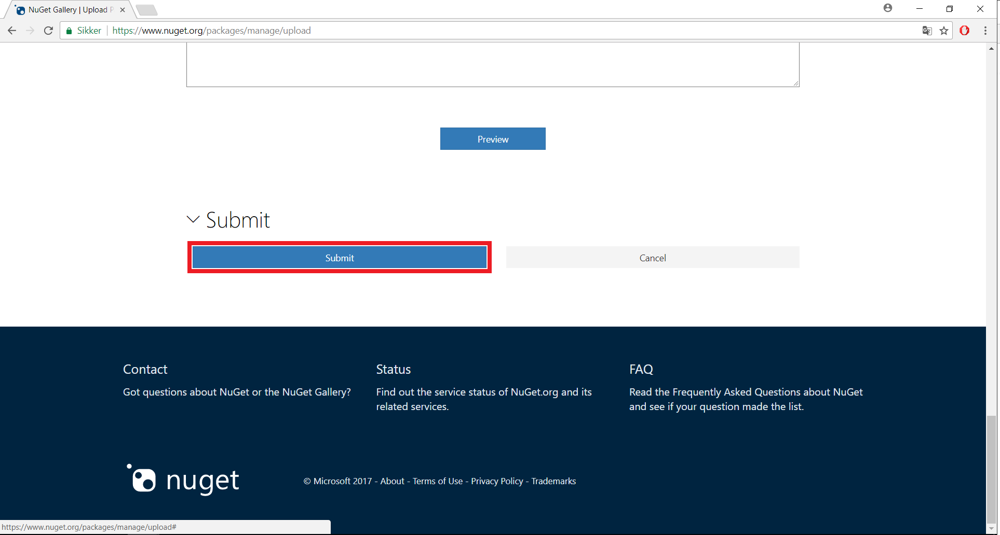 NuGet Gallery | Upload P
Sikker
https://www.nuget.org/packages/manage/upload
Preview
Submit
Submit
Cancel
Contact
Got questions about NuGet or the NuGet Gallery?
Status
Find out the service status of NuGet.org and its
related services.
FAQ
Read the Frequently Asked Questions about NuGet
and see if your question made the list.
nuget
© Microsoft 2017 - About - Terms of Use - Privacy Policy - Trademarks
https://www.nuget.org/packages/manage/upload#